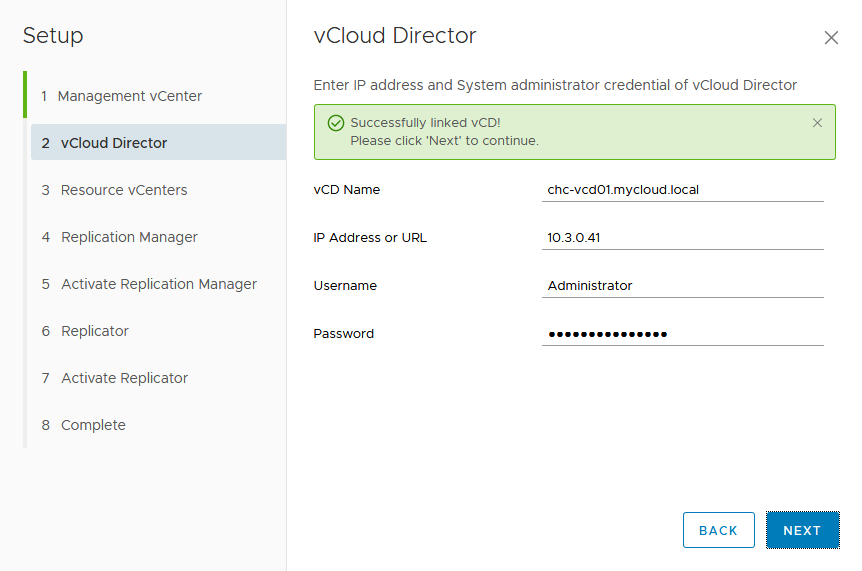 Setup
1 Management vCenter
2 vCloud Director
3 Resource vCenters
4 Replication Manager
5 Activate Replication Manager
6 Replicator
7 Activate Replicator
8 Complete
vCloud Director
Enter IP address and System administrator credential of vCloud Director
Successfully linked vCD!
Please click 'Next' to continue.
vCD Name chc-vcd01.mycloud.local
IP Address or URL 10.3.0.41
Username Administrator
Password •••••••••••••••
BACK NEXT